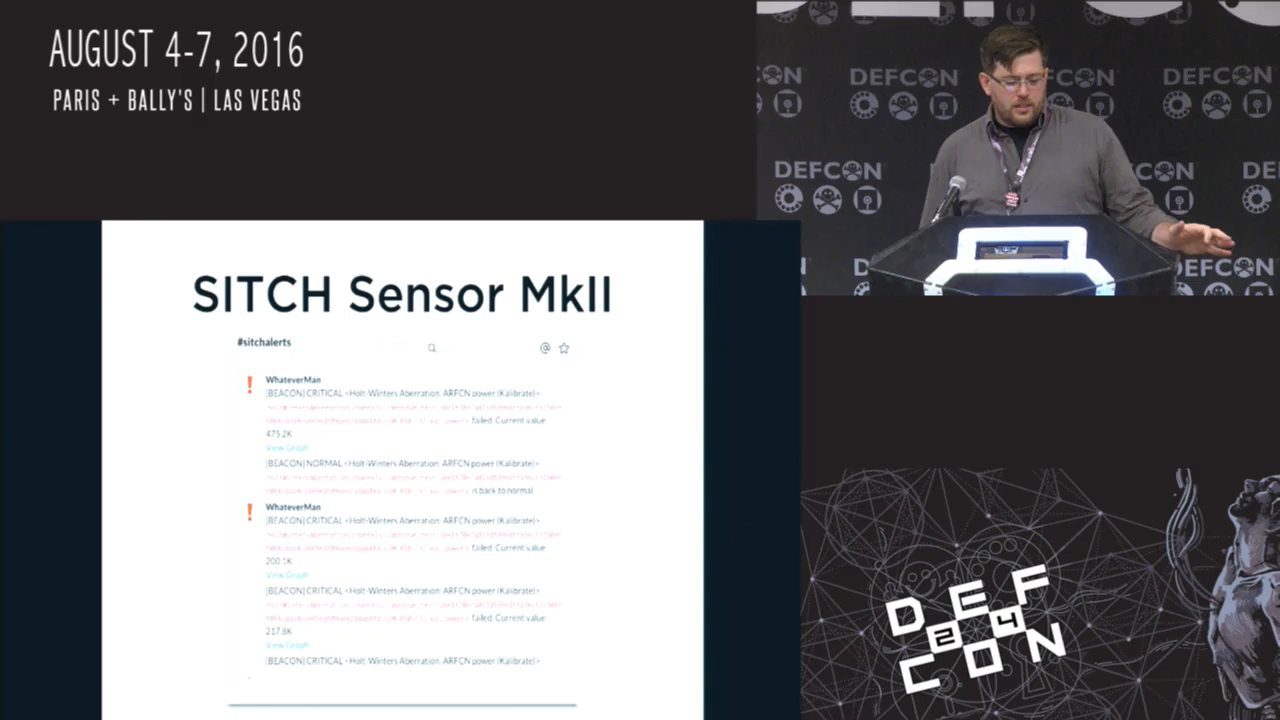 AUGUST 4-7, 2016
PARIS + BALLY'S | LAS VEGAS
DEFCON
DEFCON
DEFCON
SITCH Sensor MkII
#sitchalerts
@
WhateverMan
[BEACON] CRITICAL <Holt-Winters Aberration: ARFCN power (Kalibrate)>
failed. Current value
475.2K
View Graph
[BEACON] NORMAL <Holt-Winters Aberration: ARFCN power (Kalibrate)>
is back to normal.
WhateverMan
[BEACON] CRITICAL <Holt-Winters Aberration: ARFCN power (Kalibrate)>
failed. Current value
200.1K
View Graph
[BEACON] CRITICAL <Holt-Winters Aberration: ARFCN power (Kalibrate)>
failed. Current value
217.8K
View Graph
[BEACON] CRITICAL <Holt-Winters Aberration: ARFCN power (Kalibrate)>
DEF
24
CON